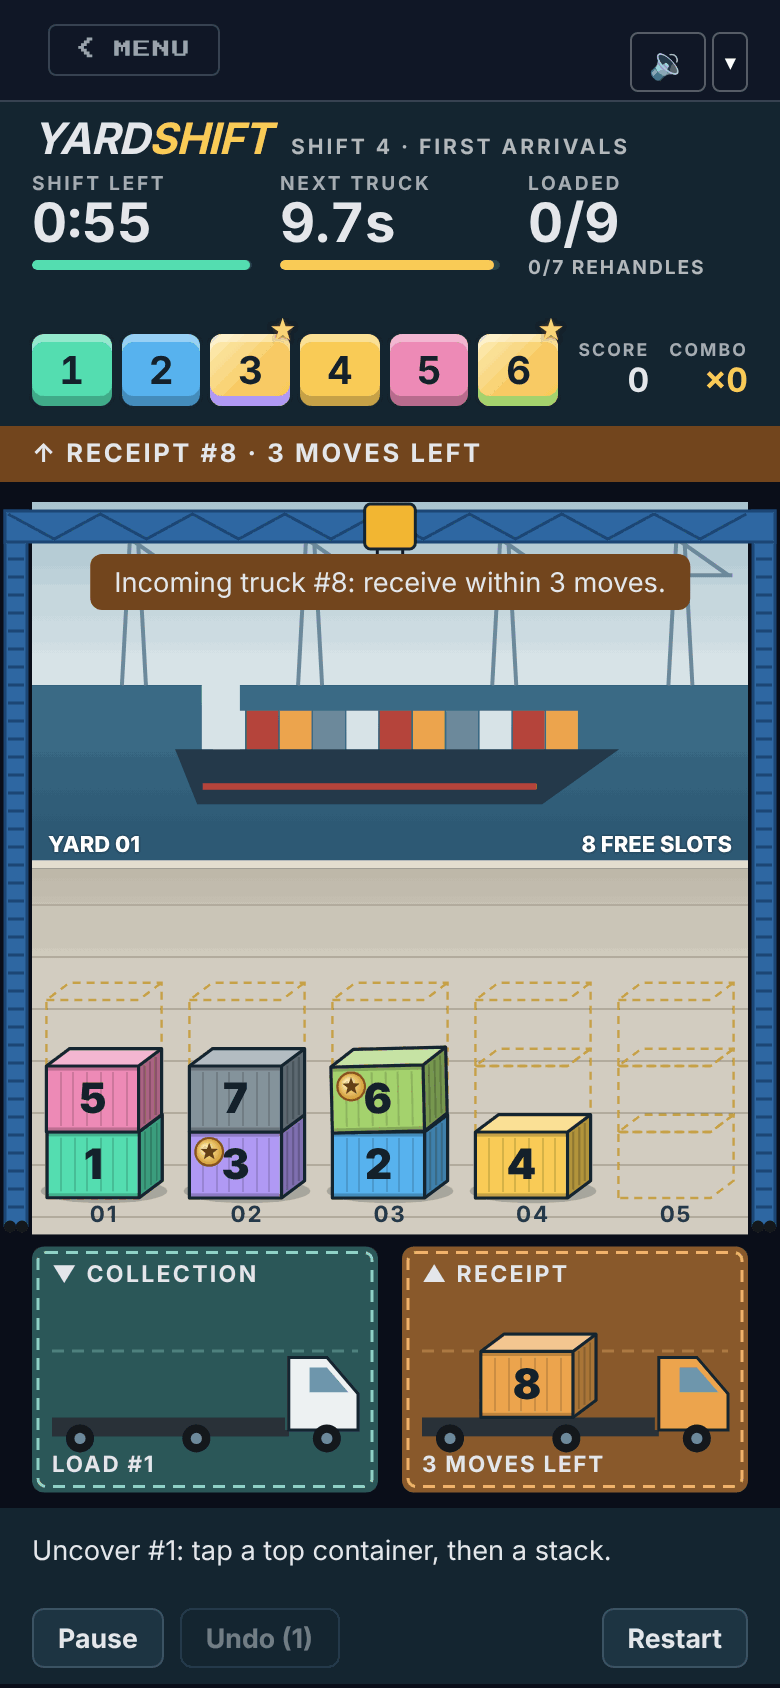 MENU
YARDSHIFT SHIFT 4 · FIRST ARRIVALS
SHIFT LEFT NEXT TRUCK LOADED
0:55 9.7s 0/9
0/7 REHANDLES
1 2 3 4 5 6
SCORE COMBO
0 ×0
↑ RECEIPT #8 · 3 MOVES LEFT
Incoming truck #8: receive within 3 moves.
YARD 01 8 FREE SLOTS
5 7 6
1 3 2 4
01 02 03 04 05
▼ COLLECTION
LOAD #1
▲ RECEIPT
8
3 MOVES LEFT
Uncover #1: tap a top container, then a stack.
Pause Undo (1) Restart